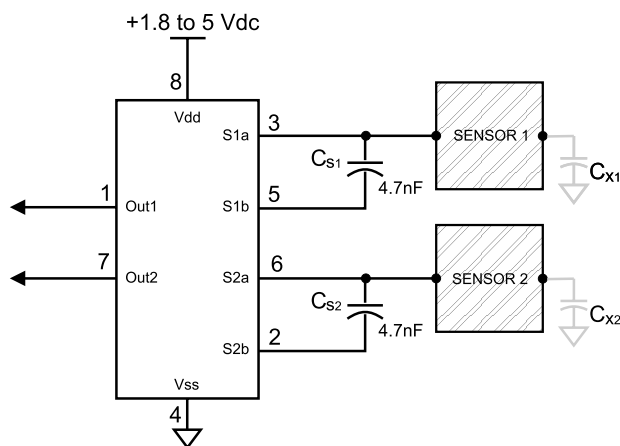 +1.8 to 5 Vdc
8
Vdd
S1a
3
SENSOR 1
CX1
CS1
4.7nF
S1b
5
1
Out1
7
Out2
S2a
6
SENSOR 2
CX2
CS2
4.7nF
S2b
2
Vss
4